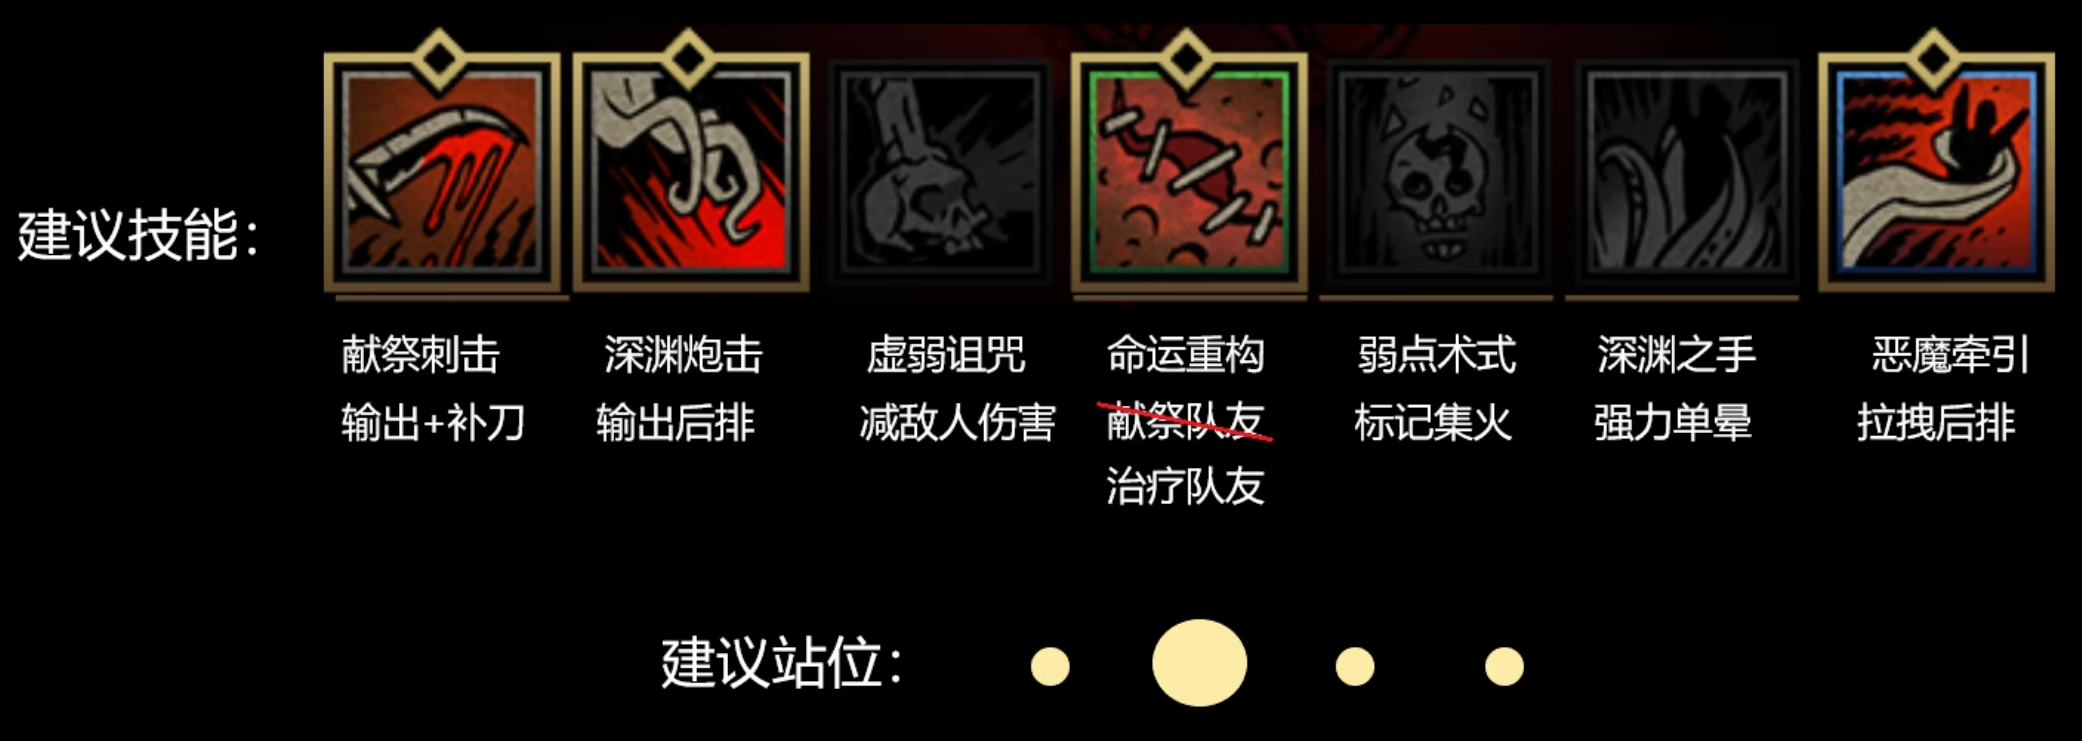 建议技能：
献祭刺击 深渊炮击 虚弱诅咒 命运重构 弱点术式 深渊之手 恶魔牵引
输出+补刀 输出后排 减敌人伤害 献祭队友 标记集火 强力单晕 拉拽后排
治疗队友
建议站位：